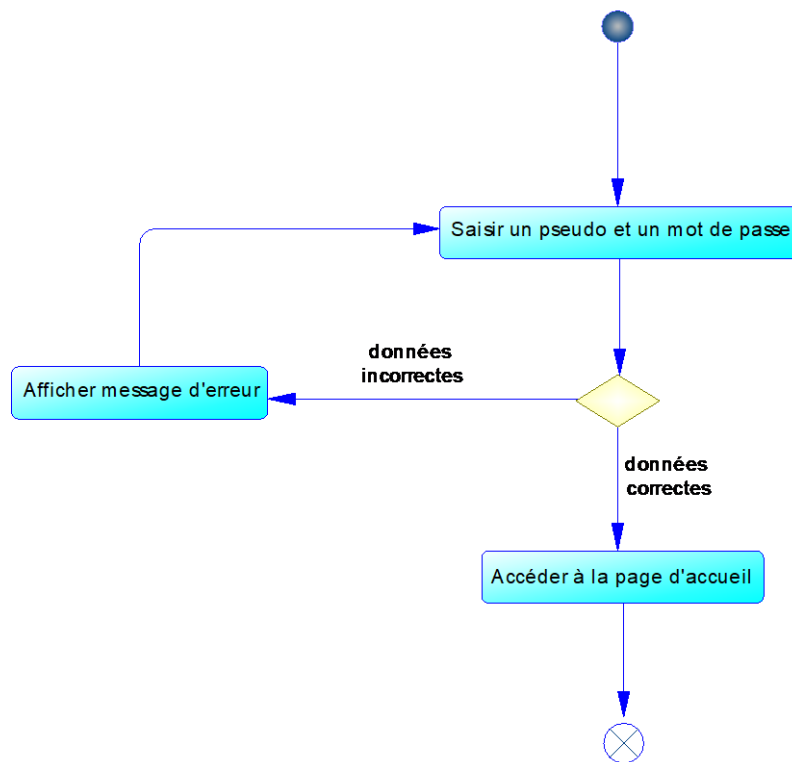 Saisir un pseudo et un mot de passe
données
incorrectes
Afficher message d'erreur
données
correctes
Accéder à la page d'accueil